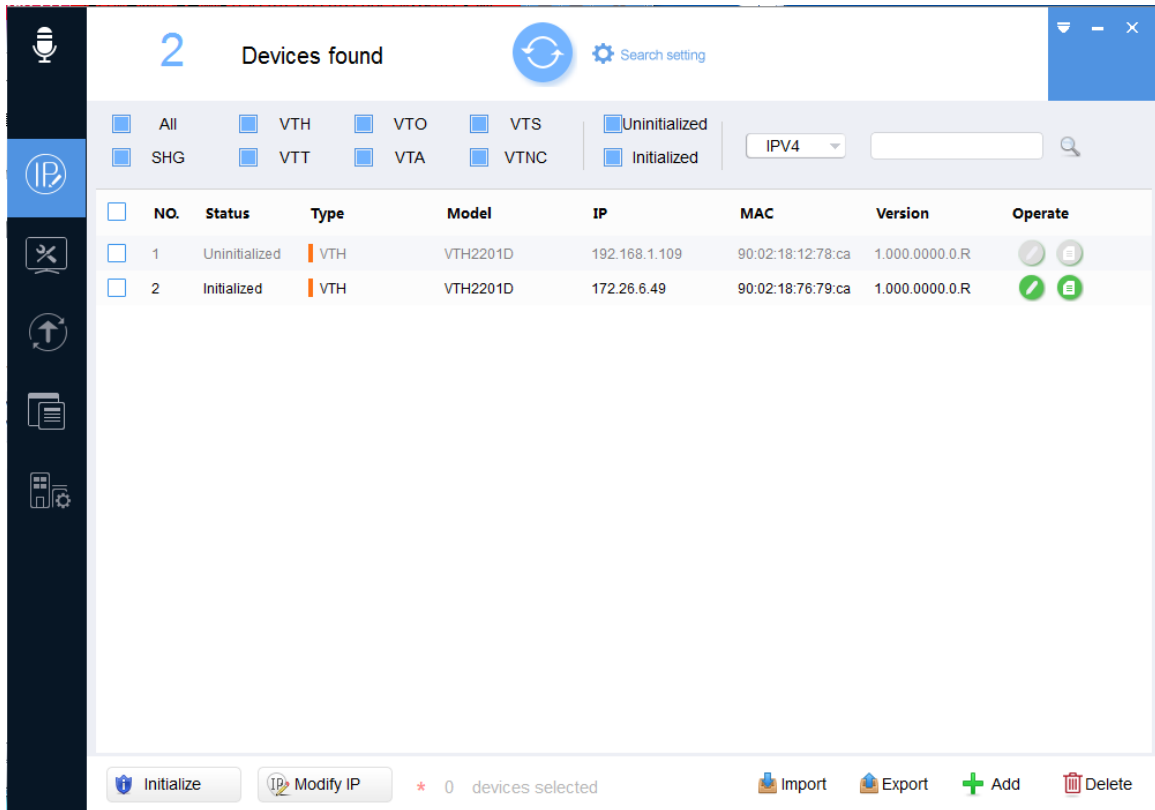 2 Devices found Search setting
All VTH VTO VTS Uninitialized
SHG VTT VTA VTNC Initialized
IPV4
IP
NO. Status Type Model IP MAC Version Operate
1 Uninitialized VTH VTH2201D 192.168.1.109 90:02:18:12:78:ca 1.000.0000.0.R
2 Initialized VTH VTH2201D 172.26.6.49 90:02:18:76:79:ca 1.000.0000.0.R
Initialize IP Modify IP * 0 devices selected Import Export Add Delete